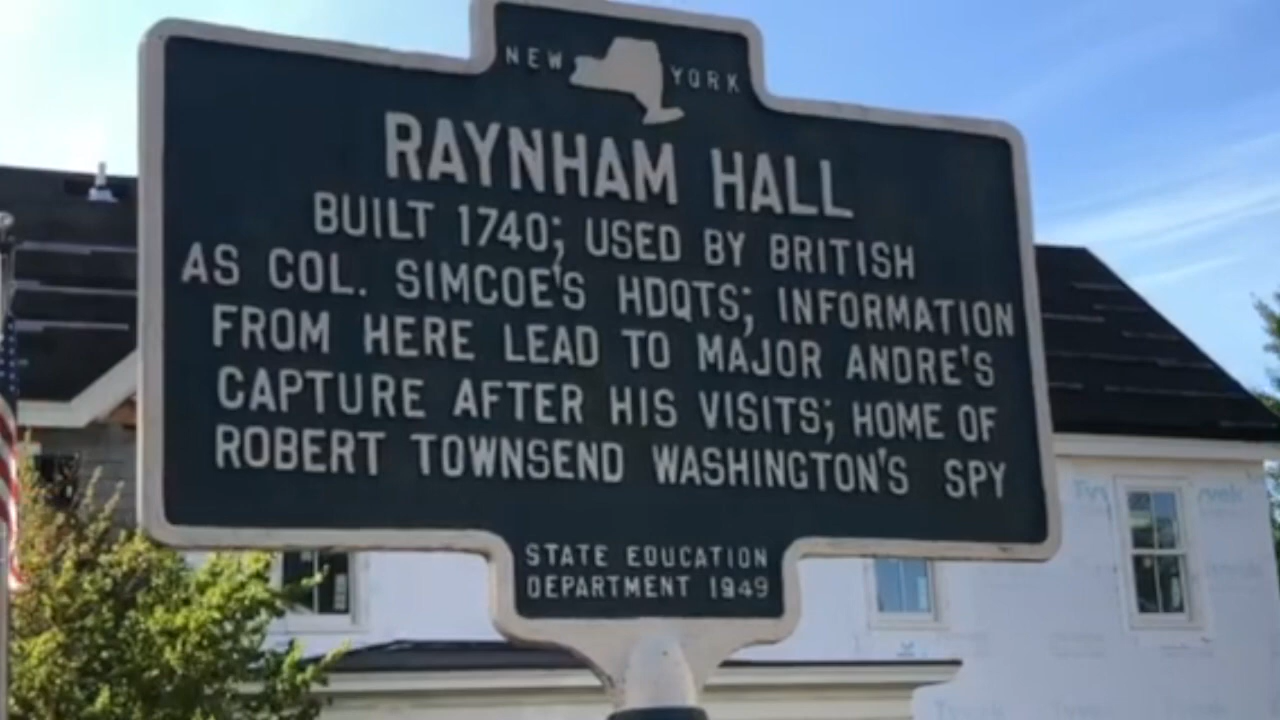 NEW YORK
RAYNHAM HALL
BUILT 1740; USED BY BRITISH
AS COL. SIMCOE'S HDQTS; INFORMATION
FROM HERE LEAD TO MAJOR ANDRE'S
CAPTURE AFTER HIS VISITS; HOME OF
ROBERT TOWNSEND WASHINGTON'S SPY
STATE EDUCATION
DEPARTMENT 1949